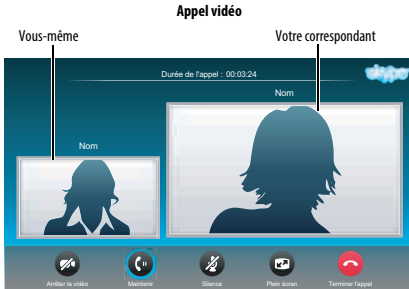 Appel vidéo
Vous-même
Votre correspondant
Durée de l'appel : 00:03:24
Nom
Nom
Arrêter la vidéo
Maintenir
Silence
Plein écran
Terminer l'appel